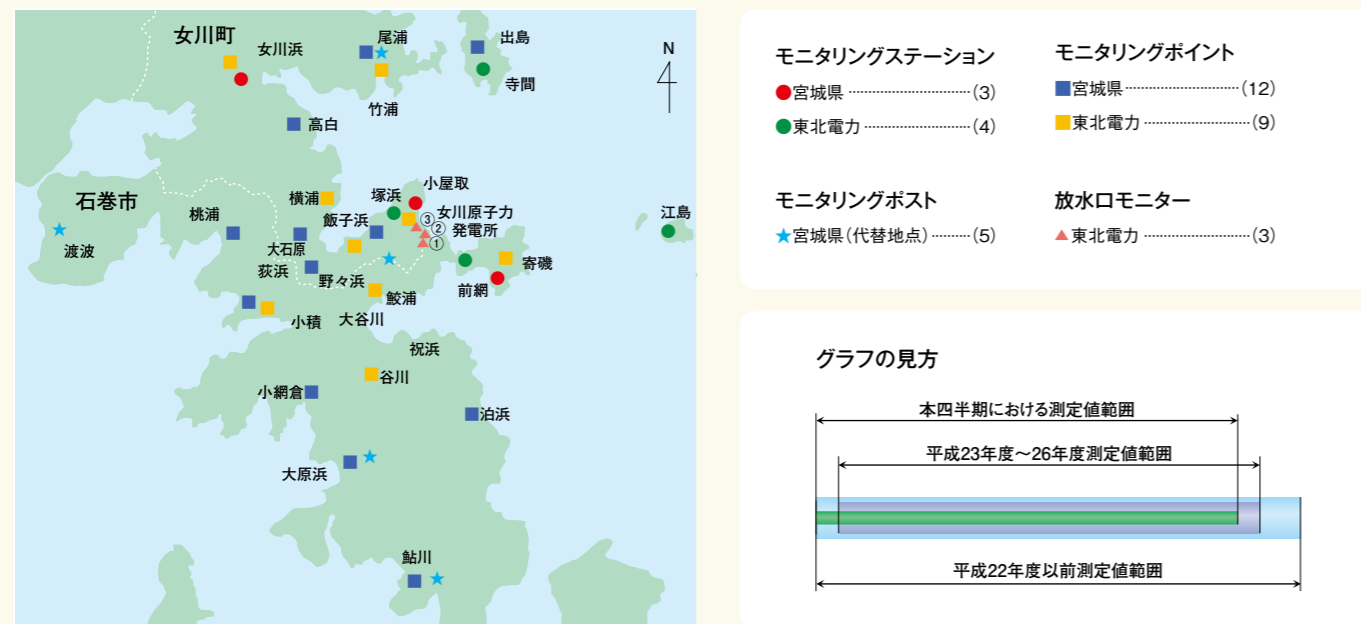 女川町
女川浜
尾浦
出島
N
竹浦
寺間
高白
石巻市
渡波
桃浦
横浦
塚浜
小屋取
飯子浜
女川原子力
発電所
③
②
①
江島
大石原
荻浜
野々浜
寄磯
前網
鮫浦
小積
大谷川
祝浜
谷川
小網倉
泊浜
大原浜
鮎川
モニタリングステーション
●宮城県 ……………………(3)
●東北電力 …………………(4)
モニタリングポイント
■宮城県 ……………………(12)
■東北電力 …………………(9)
モニタリングポスト
★宮城県(代替地点)……(5)
放水口モニター
▲東北電力 …………………(3)
グラフの見方
本四半期における測定値範囲
平成23年度～26年度測定値範囲
平成22年度以前測定値範囲